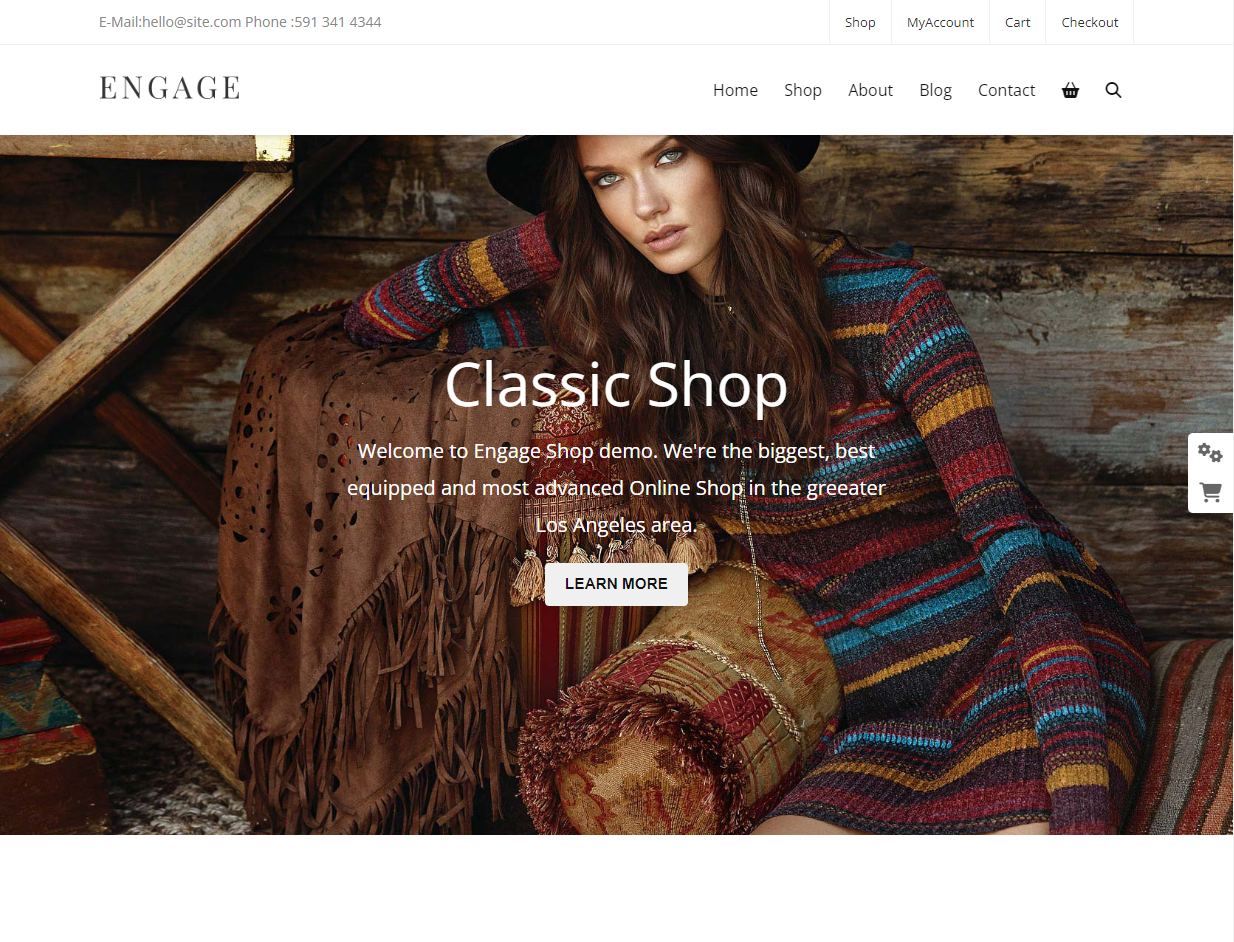 E-Mail:hello@site.com Phone :591 341 4344
Shop MyAccount Cart Checkout
ENGAGE
Home Shop About Blog Contact
Classic Shop
Welcome to Engage Shop demo. We're the biggest, best
equipped and most advanced Online Shop in the greeater
Los Angeles area.
LEARN MORE